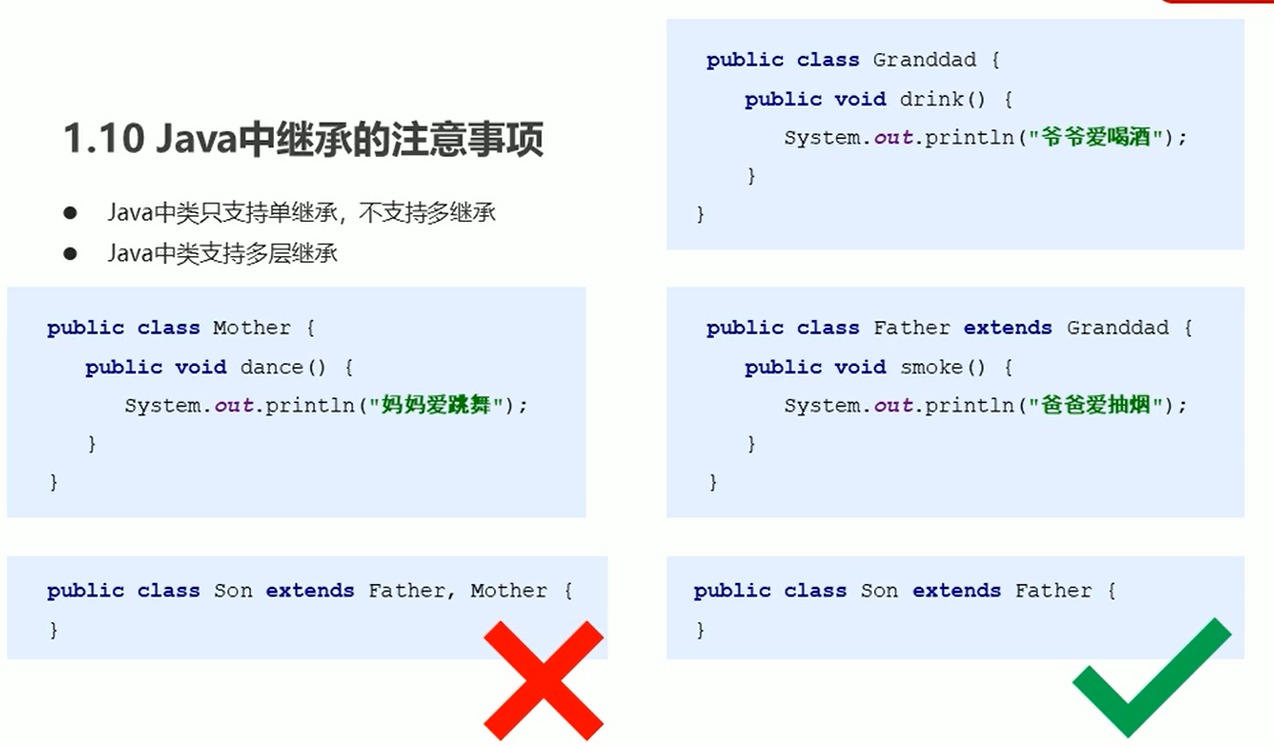 1.10 Java中继承的注意事项
● Java中类只支持单继承，不支持多继承
● Java中类支持多层继承
public class Granddad {
public void drink() {
System.out.println("爷爷爱喝酒");
}
}
public class Mother {
public void dance() {
System.out.println("妈妈爱跳舞");
}
}
public class Father extends Granddad {
public void smoke() {
System.out.println("爸爸爱抽烟");
}
}
public class Son extends Father, Mother {
}
public class Son extends Father {
}